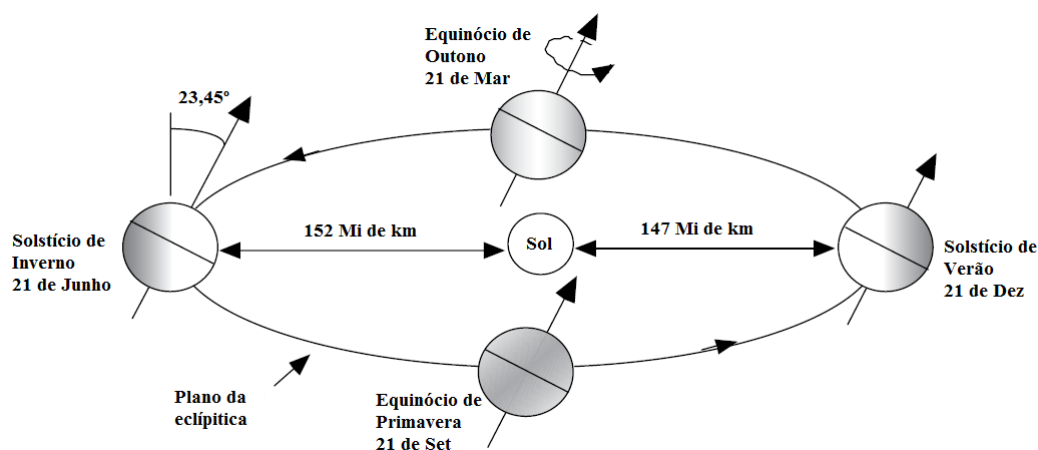 Equinócio de
Outono
21 de Mar
23,45º
152 Mi de km
Sol
147 Mi de km
Solstício de
Inverno
21 de Junho
Solstício de
Verão
21 de Dez
Plano da
eclípitica
Equinócio de
Primavera
21 de Set